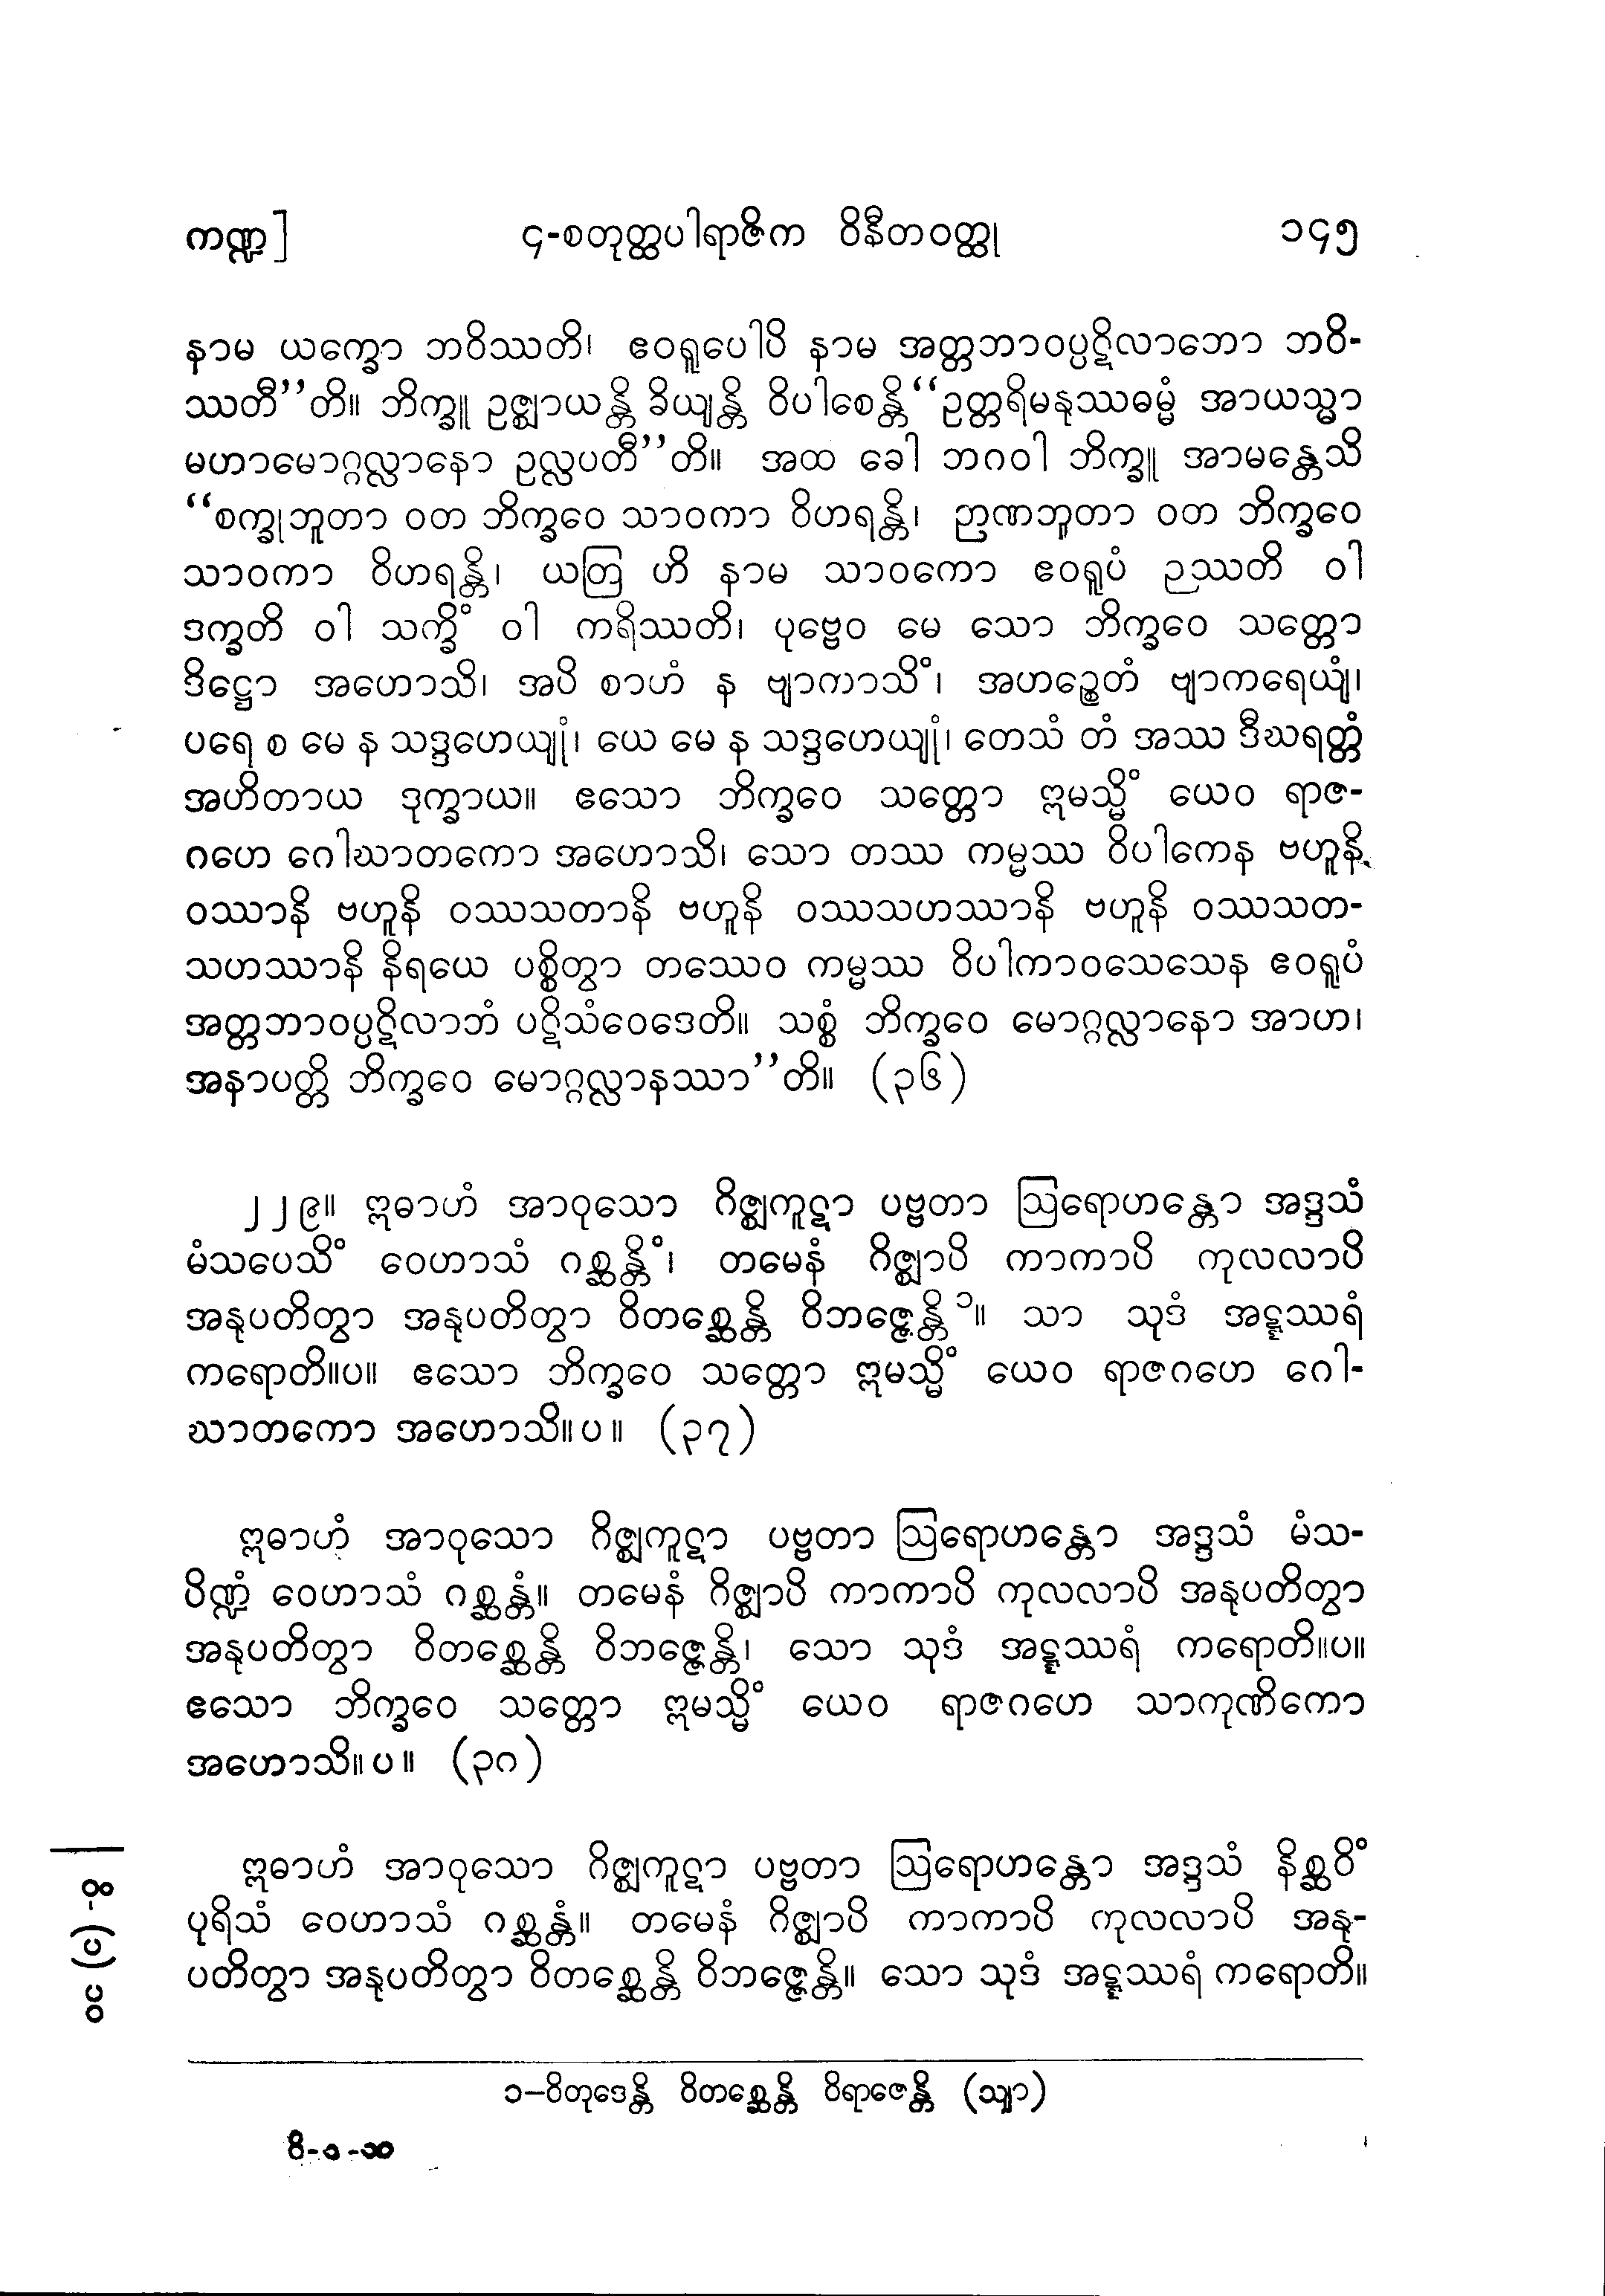 ကဏ္ဍ] ၄-စတုတ္ထပါရာဇိက ဝိနီတဝတ္ထု ၁၄၅
နာမ ယက္ခော ဘဝိဿတိ၊ ဧဝရူပေါပိ နာမ အတ္တဘာဝပ္ပဋိလာဘော ဘဝိ-
ဿတီ’’တိ။ ဘိက္ခူ ဥဇ္ဈာယန္တိ ခိယျန္တိ ဝိပါစေန္တိ “ဥတ္တရိမနုဿဓမ္မံ အာယသ္မာ
မဟာမောဂ္ဂလ္လာနော ဥလ္လပတီ’’တိ။ အထ ခေါ ဘဂဝါ ဘိက္ခူ အာမန္တေသိ
“စက္ခုဘူတာ ဝတ ဘိက္ခဝေ သာဝကာ ဝိဟရန္တိ၊ ဉာဏဘူတာ ဝတ ဘိက္ခဝေ
သာဝကာ ဝိဟရန္တိ၊ ယတြ ဟိ နာမ သာဝကော ဧဝရူပံ ဉဿတိ ဝါ
ဒက္ခတိ ဝါ သက္ခိံ ဝါ ကရိဿတိ၊ ပုဗ္ဗေဝ မေ သော ဘိက္ခဝေ သတ္တော
ဒိဋ္ဌော အဟောသိ၊ အပိ စာဟံ န ဗျာကာသိံ၊ အဟဉ္စေတံ ဗျာကရေယျံ၊
ပရေ စ မေ န သဒ္ဒဟေယျုံ၊ ယေ မေ န သဒ္ဒဟေယျုံ၊ တေသံ တံ အဿ ဒီဃရတ္တံ
အဟိတာယ ဒုက္ခာယ။ ဧသော ဘိက္ခဝေ သတ္တော ဣမသ္မိံ ယေဝ ရာဇ-
ဂဟေ ဂေါဃာတကော အဟောသိ၊ သော တဿ ကမ္မဿ ဝိပါကေန ဗဟူနိ
ဝဿာနိ ဗဟူနိ ဝဿသတာနိ ဗဟူနိ ဝဿသဟဿာနိ ဗဟူနိ ဝဿသတ-
သဟဿာနိ နိရယေ ပစ္စိတွာ တဿေဝ ကမ္မဿ ဝိပါကာဝသေသေန ဧဝရူပံ
အတ္တဘာဝပ္ပဋိလာဘံ ပဋိသံဝေဒေတိ။ သစ္စံ ဘိက္ခဝေ မောဂ္ဂလ္လာနော အာဟ၊
အနာပတ္တိ ဘိက္ခဝေ မောဂ္ဂလ္လာနဿာ’’တိ။ (၃၆)
၂၂၉။ ဣဓာဟံ အာဝုသော ဂိဇ္ဈကူဋာ ပဗ္ဗတာ ဩရောဟန္တော အဒ္ဒသံ
မံသပေသိံ ဝေဟာသံ ဂစ္ဆန္တိံ၊ တမေနံ ဂိဇ္ဈာပိ ကာကာပိ ကုလလာပိ
အနုပတိတွာ အနုပတိတွာ ဝိတစ္ဆေန္တိ ဝိဘဇ္ဇေန္တိ ၁။ သာ သုဒံ အဋ္ဋဿရံ
ကရောတိ။ပ။ ဧသော ဘိက္ခဝေ သတ္တော ဣမသ္မိံ ယေဝ ရာဇဂဟေ ဂေါ-
ဃာတကော အဟောသိ။ပ။ (၃၇)
ဣဓာဟံ အာဝုသော ဂိဇ္ဈကူဋာ ပဗ္ဗတာ ဩရောဟန္တော အဒ္ဒသံ မံသ-
ပိဏ္ဍံ ဝေဟာသံ ဂစ္ဆန္တံ။ တမေနံ ဂိဇ္ဈာပိ ကာကာပိ ကုလလာပိ အနုပတိတွာ
အနုပတိတွာ ဝိတစ္ဆေန္တိ ဝိဘဇ္ဇေန္တိ၊ သော သုဒံ အဋ္ဋဿရံ ကရောတိ။ပ။
ဧသော ဘိက္ခဝေ သတ္တော ဣမသ္မိံ ယေဝ ရာဇဂဟေ သာကုဏိကော
အဟောသိ။ပ။ (၃၈)
ဣဓာဟံ အာဝုသော ဂိဇ္ဈကူဋာ ပဗ္ဗတာ ဩရောဟန္တော အဒ္ဒသံ နိစ္ဆဝိံ
ပုရိသံ ဝေဟာသံ ဂစ္ဆန္တံ။ တမေနံ ဂိဇ္ဈာပိ ကာကာပိ ကုလလာပိ အနု-
ပတိတွာ အနုပတိတွာ ဝိတစ္ဆေန္တိ ဝိဘဇ္ဇေန္တိ။ သော သုဒံ အဋ္ဋဿရံ ကရောတိ။
၁–ဝိတုဒေန္တိ ဝိတစ္ဆေန္တိ ဝိရာဇေန္တိ (သျာ)
ဝိ-၁-၁၀